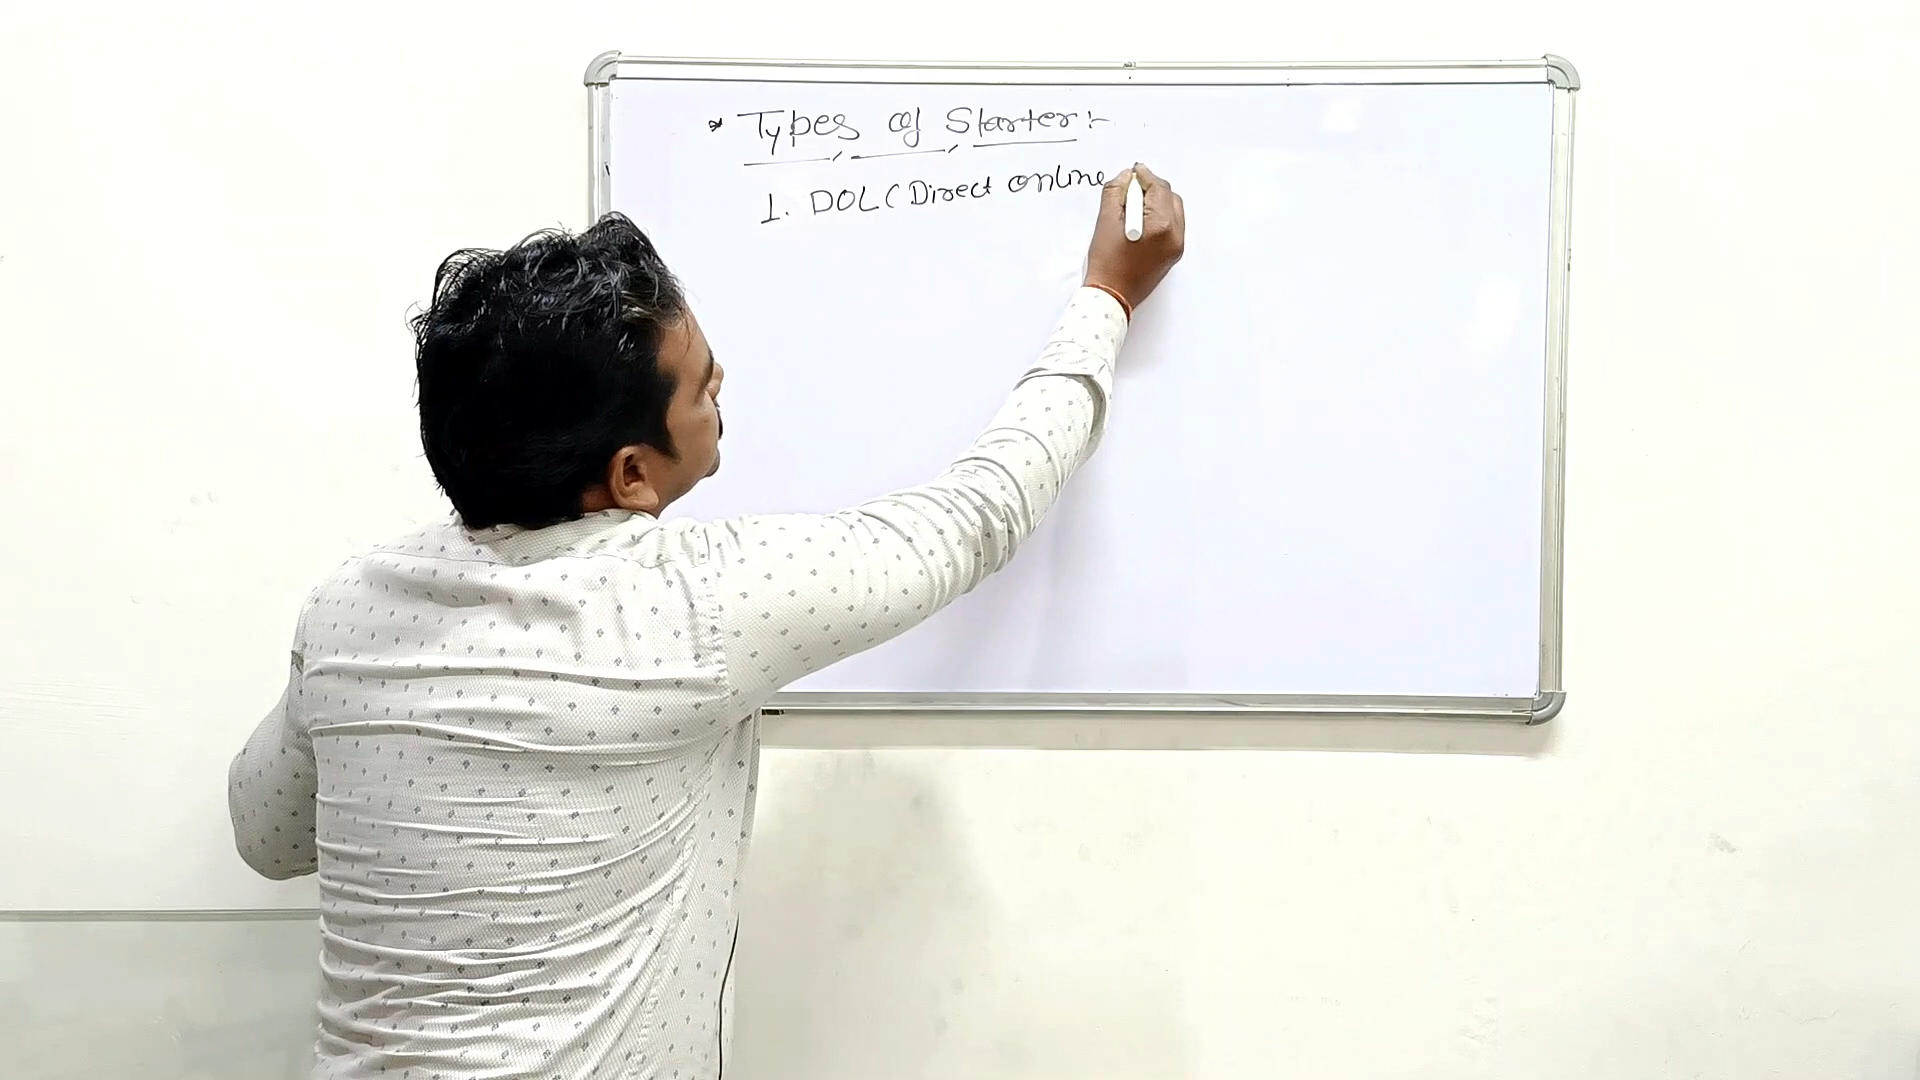 * Types of Starter:-
1. DOL (Direct online